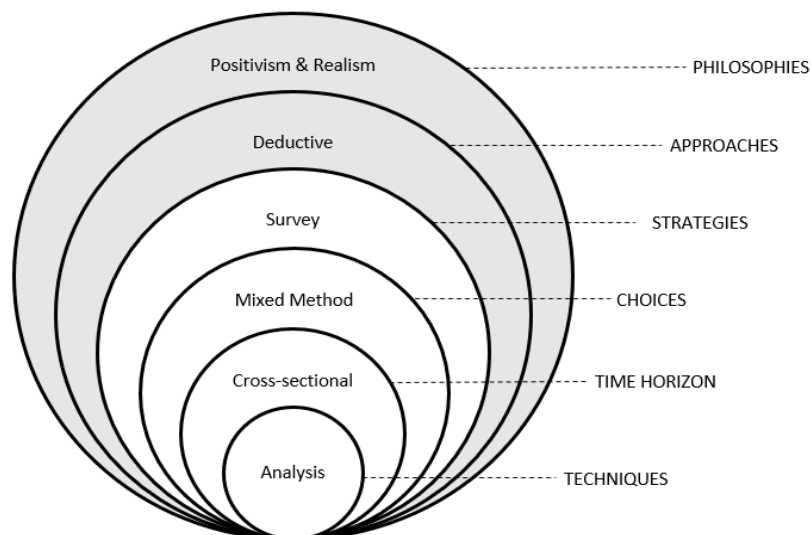 Positivism & Realism
PHILOSOPHIES
Deductive
APPROACHES
Survey
STRATEGIES
Mixed Method
CHOICES
Cross-sectional
TIME HORIZON
Analysis
TECHNIQUES